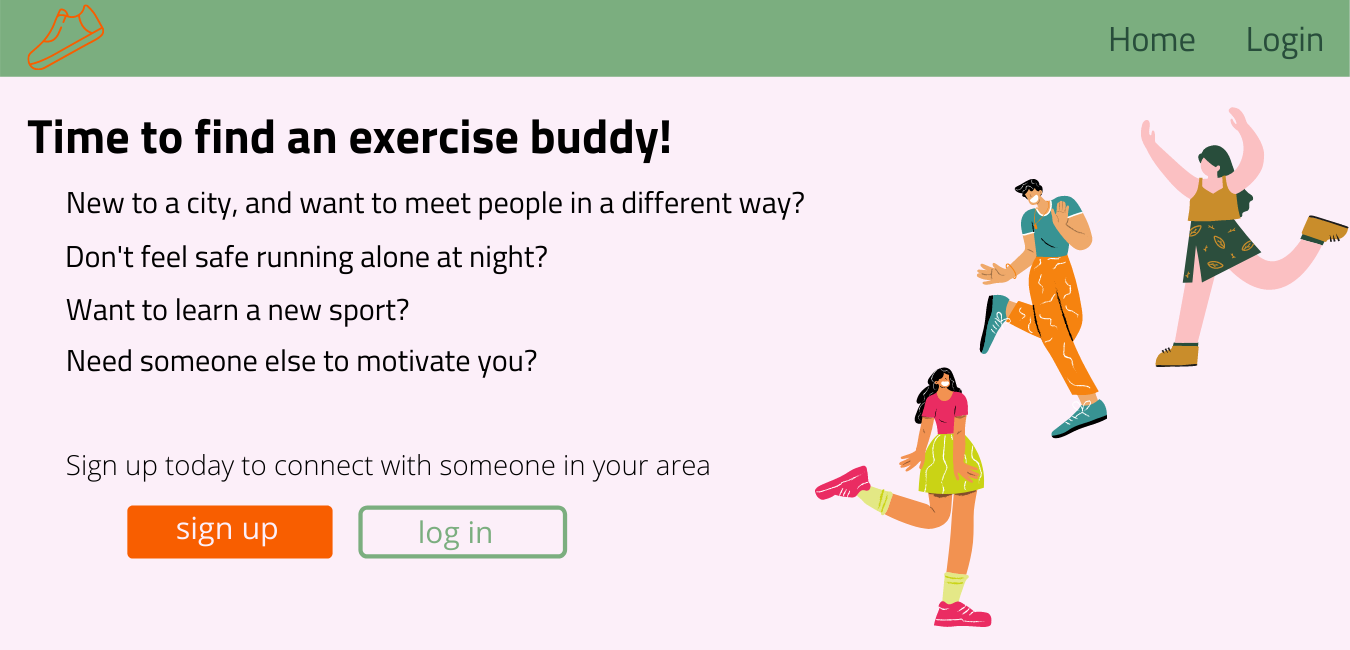 Home Login
Time to find an exercise buddy!
New to a city, and want to meet people in a different way?
Don't feel safe running alone at night?
Want to learn a new sport?
Need someone else to motivate you?
Sign up today to connect with someone in your area
sign up log in